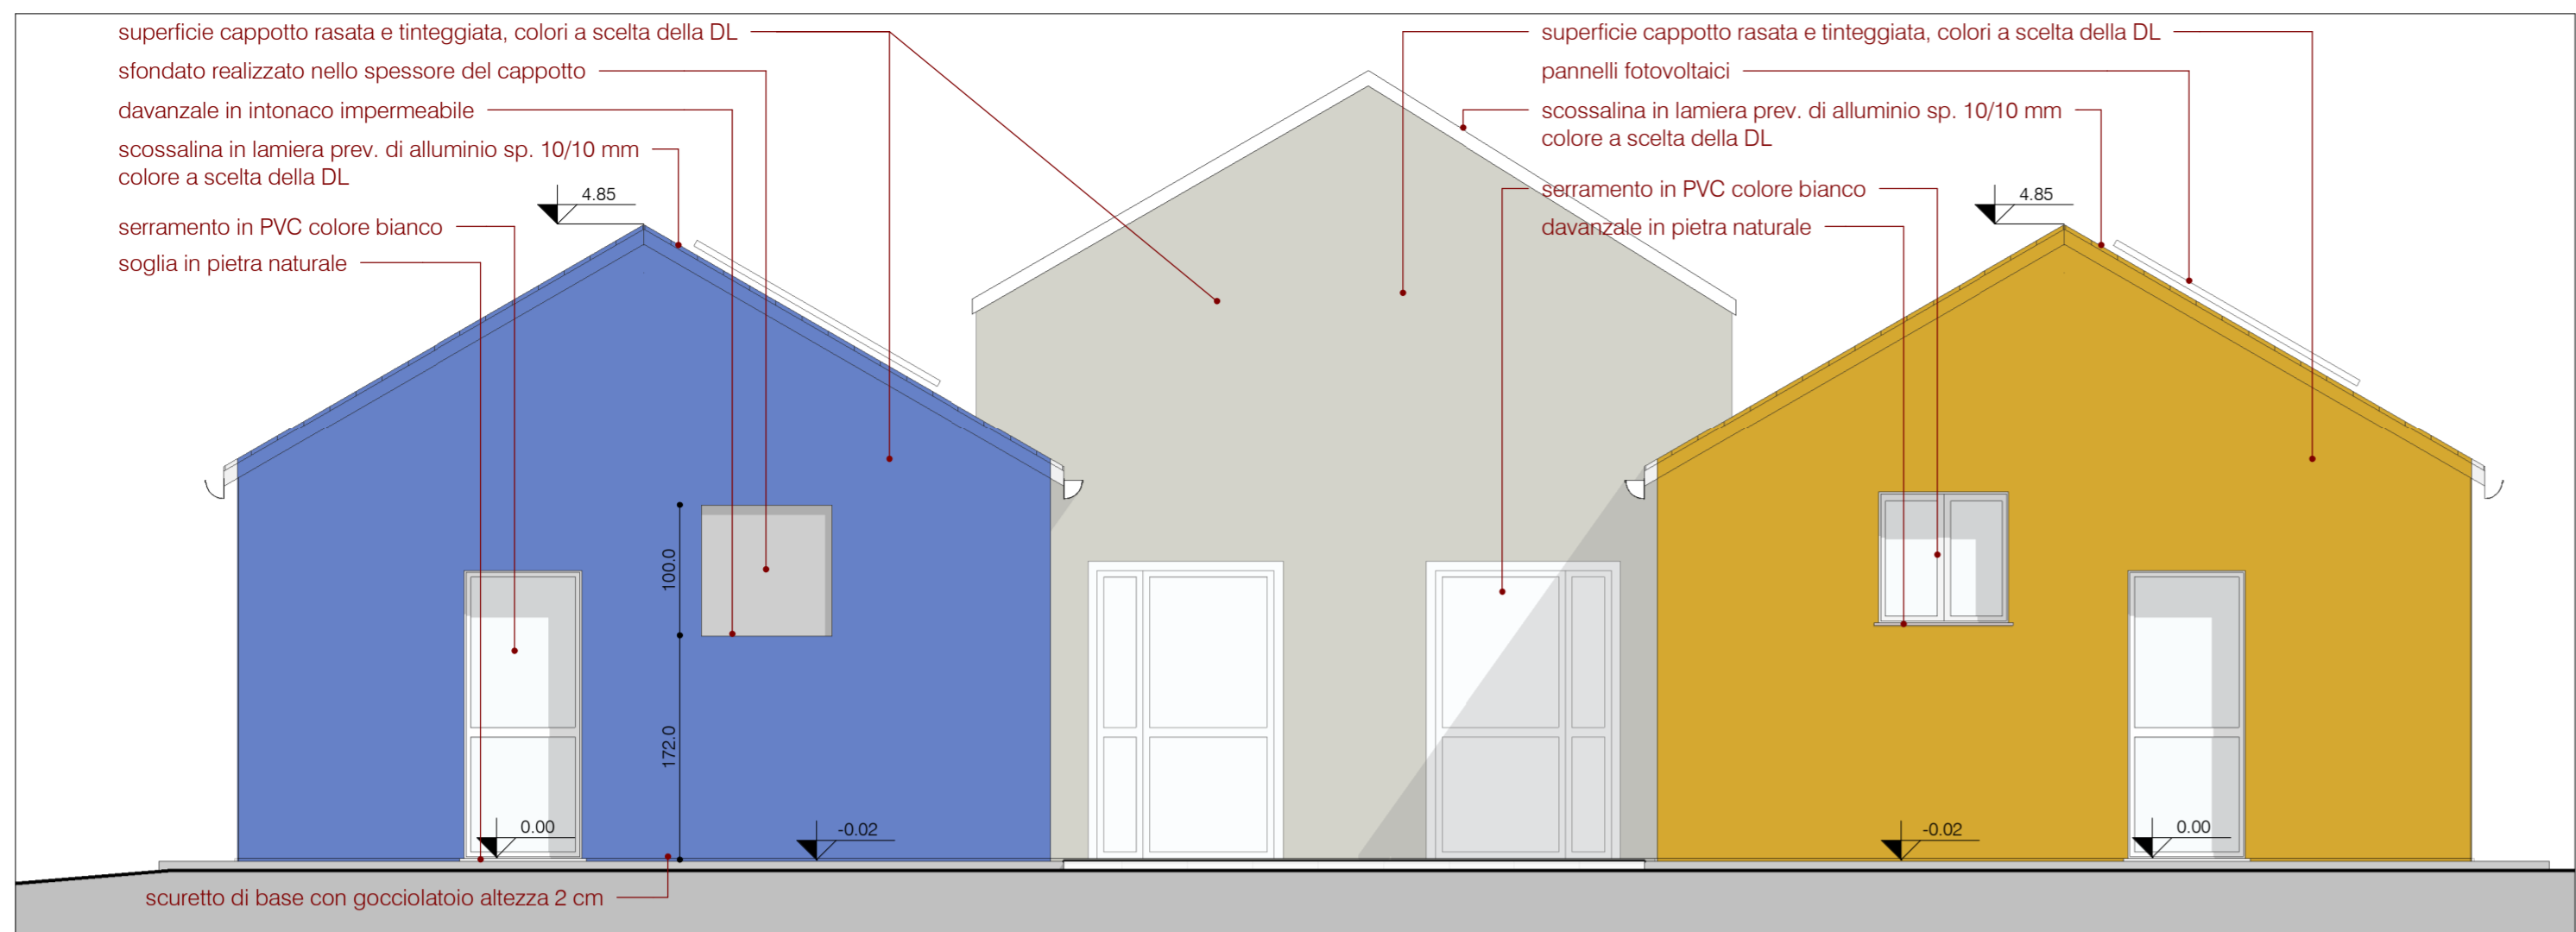 superficie cappotto rasata e tinteggiata, colori a scelta della DL
sfondato realizzato nello spessore del cappotto
davanzale in intonaco impermeabile
scossalina in lamiera prev. di alluminio sp. 10/10 mm
colore a scelta della DL
serramento in PVC colore bianco
soglia in pietra naturale
superficie cappotto rasata e tinteggiata, colori a scelta della DL
pannelli fotovoltaici
scossalina in lamiera prev. di alluminio sp. 10/10 mm
colore a scelta della DL
serramento in PVC colore bianco
davanzale in pietra naturale
4.85
4.85
100.0
172.0
0.00
-0.02
-0.02
0.00
scuretto di base con gocciolatoio altezza 2 cm